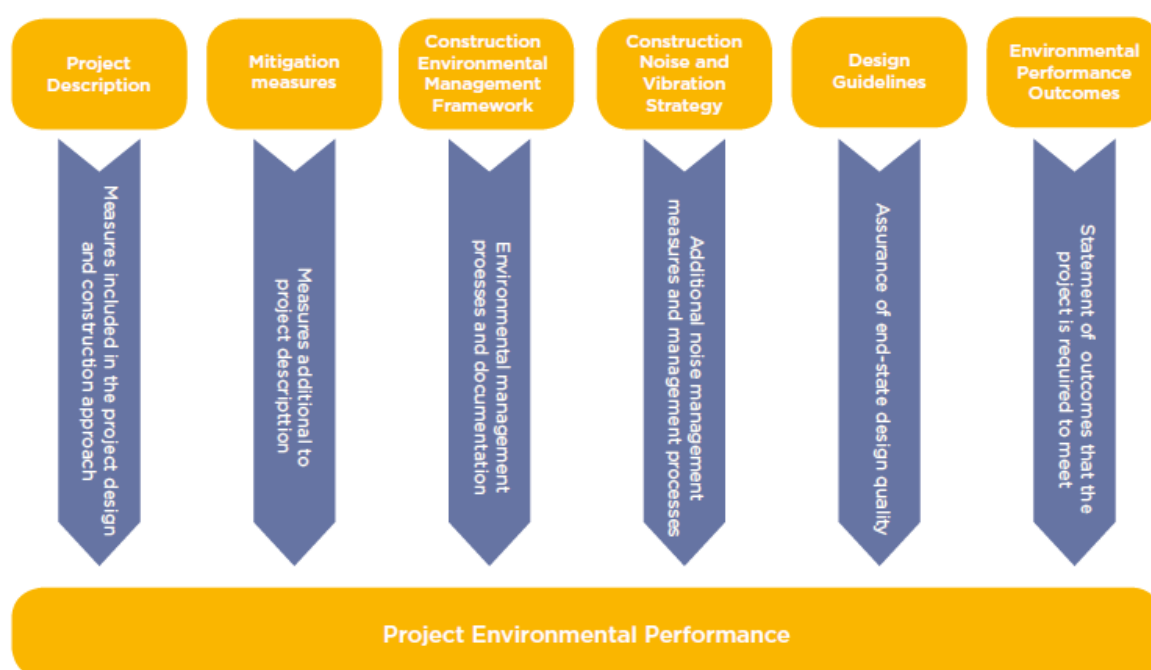 Project
Description
Mitigation
measures
Construction
Environmental
Management
Framework
Construction
Noise and
Vibration
Strategy
Design
Guidelines
Environmental
Performance
Outcomes
Measures included in the project design
and construction approach
Measures additional to
project descripttion
Environmental management
proesses and documentation
Additional noise management
measures and management processes
Assurance of end-state design quality
Statement of outcomes that the
project is required to meet
Project Environmental Performance